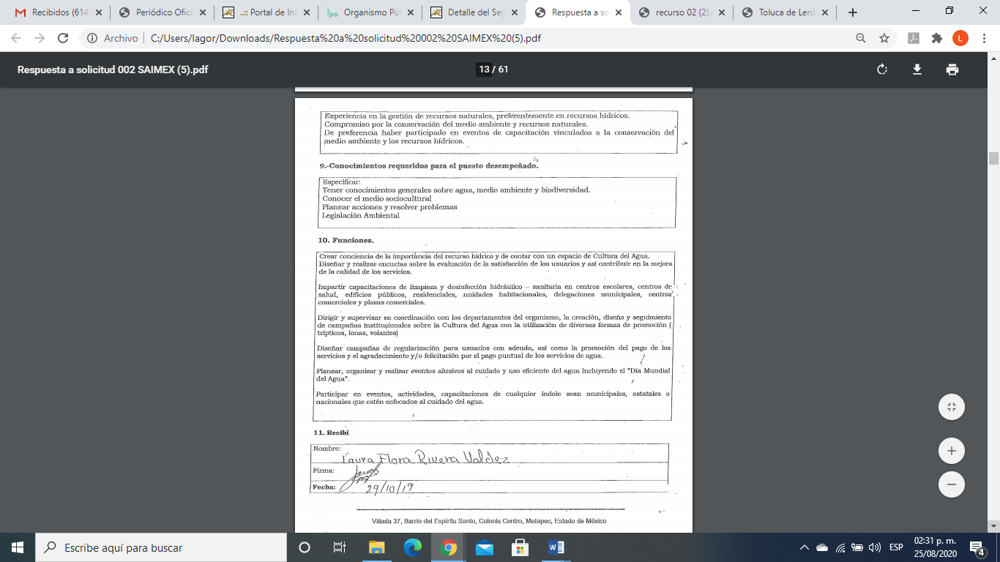 Recibidos (614
Periódico Ofici
..:: Portal de Inf
Organismo Púl
Detalle del Seg
Respuesta a so
recurso 02 (2).
Toluca de Lerd
Archivo C:/Users/lagor/Downloads/Respuesta%20a%20solicitud%20002%20SAIMEX%20(5).pdf
L
Respuesta a solicitud 002 SAIMEX (5).pdf
13 / 61
Experiencia en la gestión de recursos naturales, preferentemente en recursos hídricos.
Compromiso por la conservación del medio ambiente y recursos naturales.
De preferencia haber participado en eventos de capacitación vinculados a la conservación del
medio ambiente y los recursos hídricos.
9.-Conocimientos requeridos para el puesto desempeñado.
Especificar:
Tener conocimientos generales sobre agua, medio ambiente y biodiversidad.
Conocer el medio sociocultural
Planear acciones y resolver problemas
Legislación Ambiental
10. Funciones.
Crear conciencia de la importancia del recurso hídrico y de contar con un espacio de Cultura del Agua.
Diseñar y realizar encuetas sobre la evaluación de la satisfacción de los usuarios y así contribuir en la mejora
de la calidad de los servicios.
Impartir capacitaciones de limpieza y desinfección hidráulico – sanitaria en centros escolares, centros de
salud, edificios públicos, residenciales, unidades habitacionales, delegaciones municipales, centros
comerciales y plazas comerciales.
Dirigir y supervisar en coordinación con los departamentos del organismo, la creación, diseño y seguimiento
de campañas institucionales sobre la Cultura del Agua con la utilización de diversas formas de promoción (
trípticos, lonas, volantes)
Diseñar campañas de regularización para usuarios con adeudo, así como la promoción del pago de los
servicios y el agradecimiento y/o felicitación por el pago puntual de los servicios de agua.
Planear, organizar y realizar eventos alusivos al cuidado y uso eficiente del agua incluyendo el "Día Mundial
del Agua".
Participar en eventos, actividades, capacitaciones de cualquier índole sean municipales, estatales o
nacionales que estén enfocados al cuidado del agua.
11. Recibí
Nombre:
Laura Flora Rivera Valdez
Firma:
Fecha: 29/10/19
Villada 37, Barrio del Espíritu Santo, Colonia Centro, Metepec, Estado de México
Escribe aquí para buscar
ESP
02:31 p. m.
25/08/2020
4